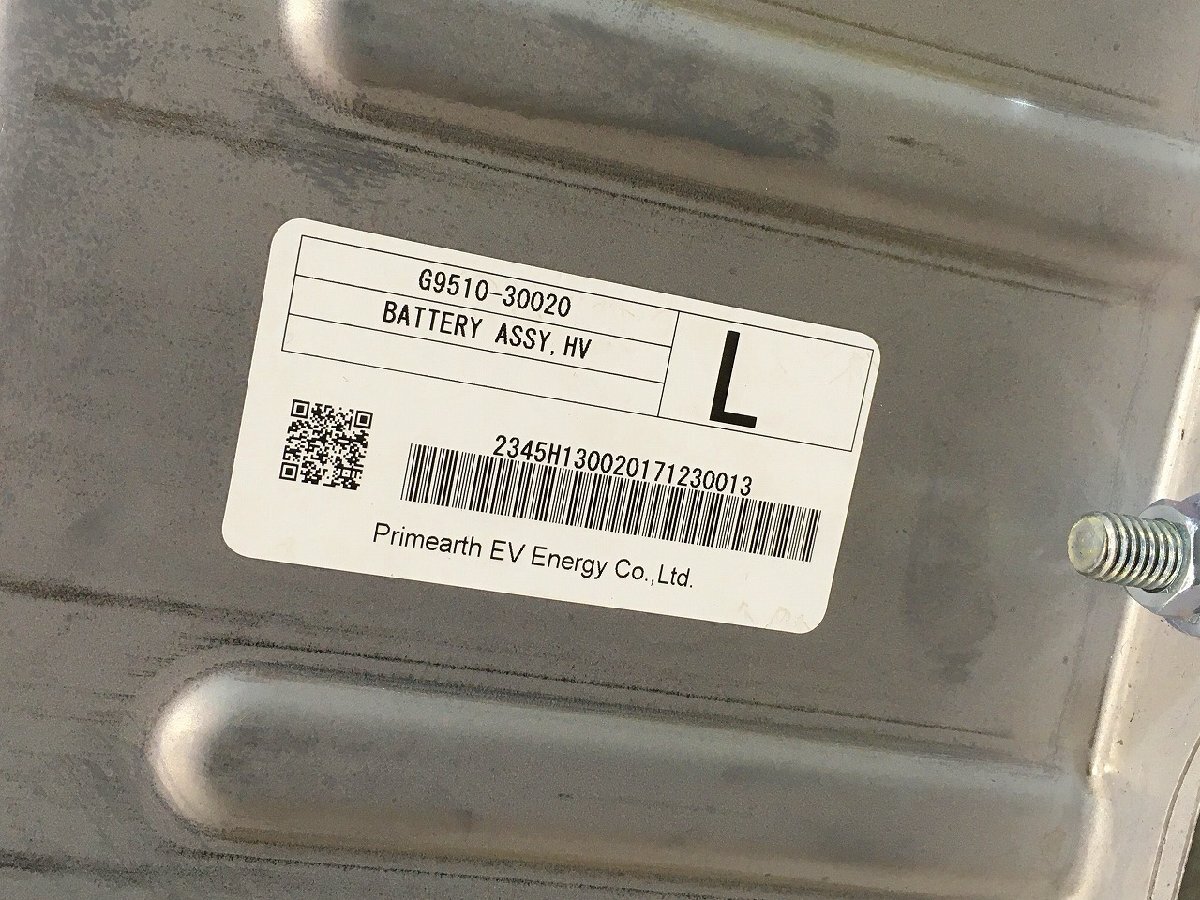 G9510-30020
BATTERY ASSY, HV
L
2345H130020171230013
Primearth EV Energy Co.,Ltd.